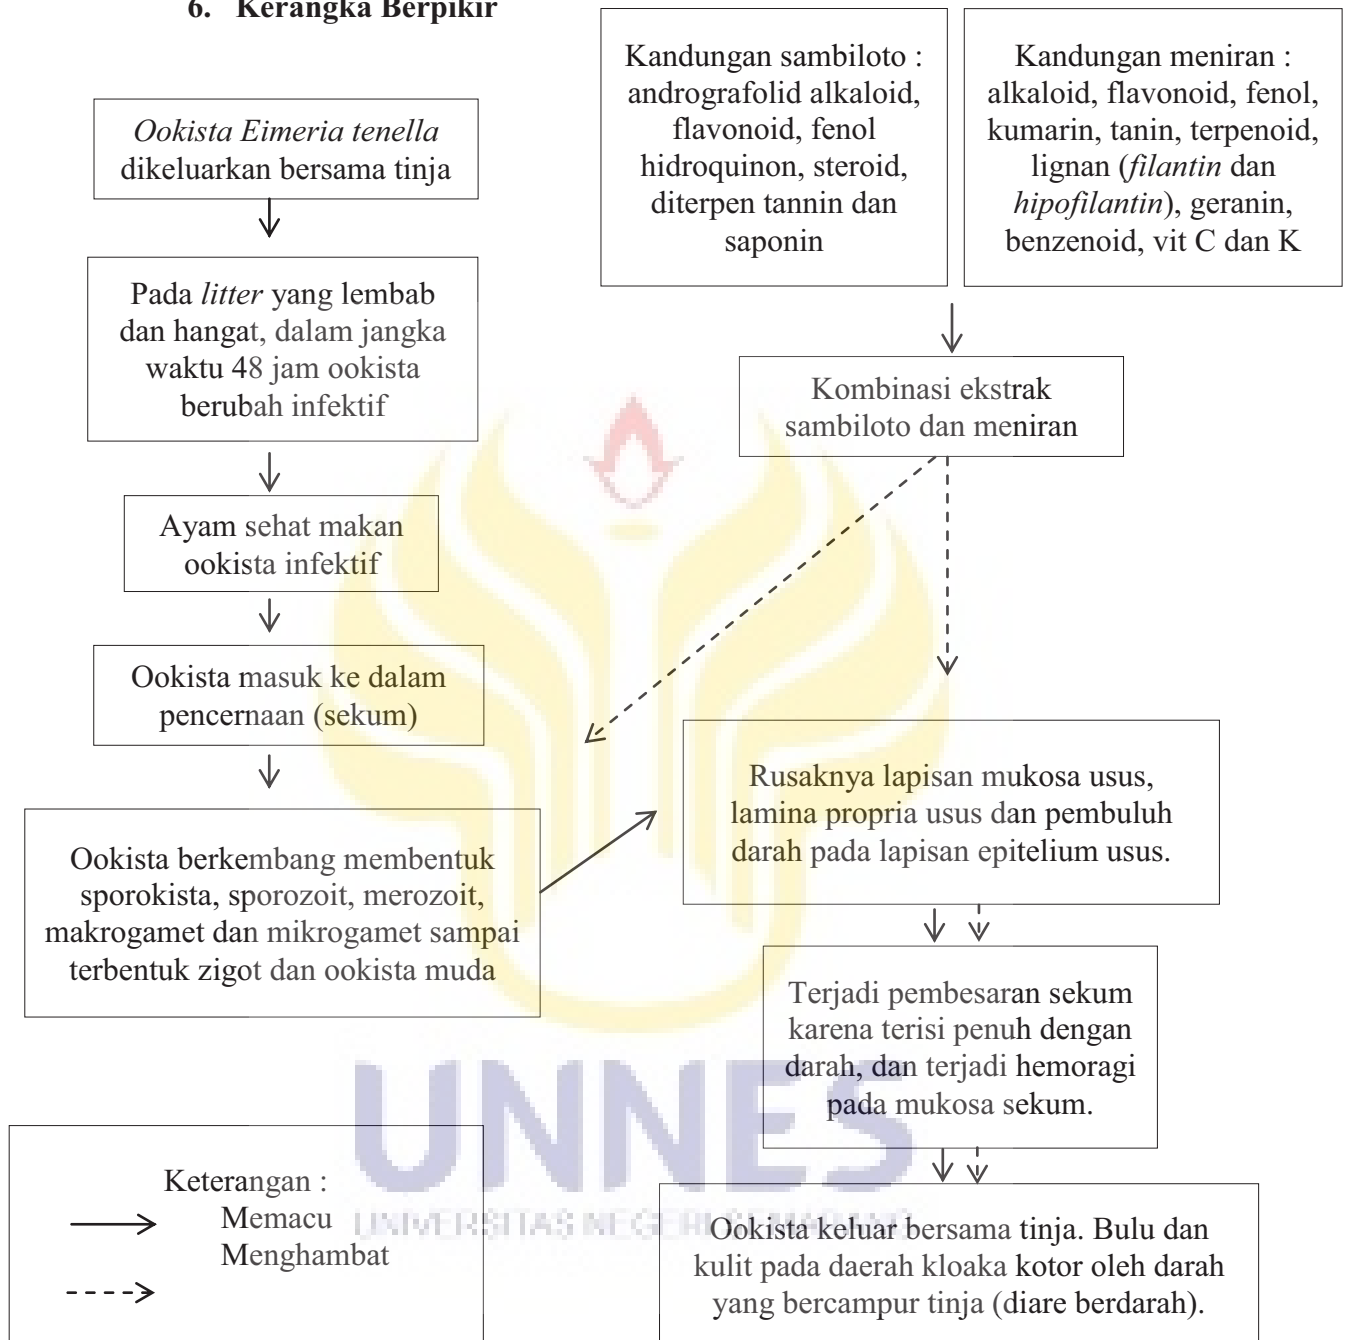 6. Kerangka Berpikir
Ookista Eimeria tenella
dikeluarkan bersama tinja
Pada litter yang lembab
dan hangat, dalam jangka
waktu 48 jam ookista
berubah infektif
Ayam sehat makan
ookista infektif
Ookista masuk ke dalam
pencernaan (sekum)
Ookista berkembang membentuk
sporokista, sporozoit, merozoit,
makrogamet dan mikrogamet sampai
terbentuk zigot dan ookista muda
Kandungan sambiloto :
andrografolid alkaloid,
flavonoid, fenol
hidroquinon, steroid,
diterpen tannin dan
saponin
Kandungan meniran :
alkaloid, flavonoid, fenol,
kumarin, tanin, terpenoid,
lignan (filantin dan
hipofilantin), geranin,
benzenoid, vit C dan K
Kombinasi ekstrak
sambiloto dan meniran
Rusaknya lapisan mukosa usus,
lamina propria usus dan pembuluh
darah pada lapisan epitelium usus.
Terjadi pembesaran sekum
karena terisi penuh dengan
darah, dan terjadi hemoragi
pada mukosa sekum.
Ookista keluar bersama tinja. Bulu dan
kulit pada daerah kloaka kotor oleh darah
yang bercampur tinja (diare berdarah).
Keterangan :
Memacu
Menghambat
UNNES
UNIVERSITAS NEGERI SEMARANG